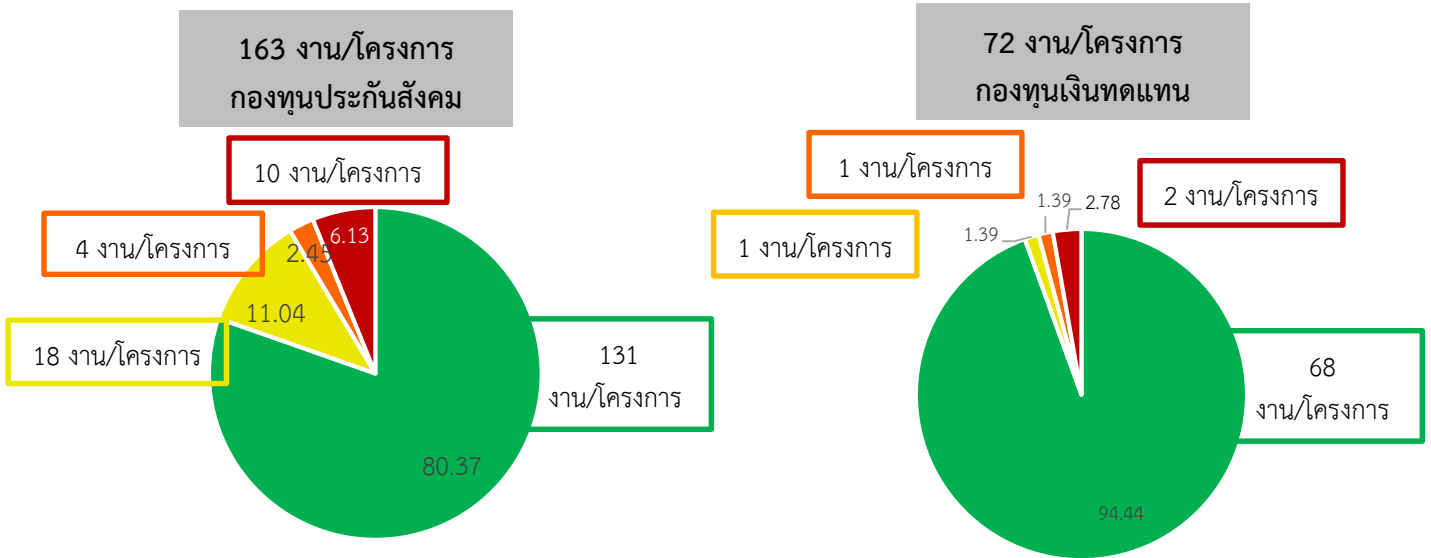 163 งาน/โครงการ
กองทุนประกันสังคม
10 งาน/โครงการ
4 งาน/โครงการ
18 งาน/โครงการ
6.13
2.45
11.04
131
งาน/โครงการ
80.37
72 งาน/โครงการ
กองทุนเงินทดแทน
1 งาน/โครงการ
2 งาน/โครงการ
1 งาน/โครงการ
1.39
1.39
2.78
68
งาน/โครงการ
94.44